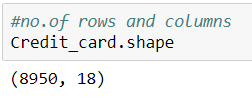 #no.of rows and columns
Credit_card.shape
(8950, 18)